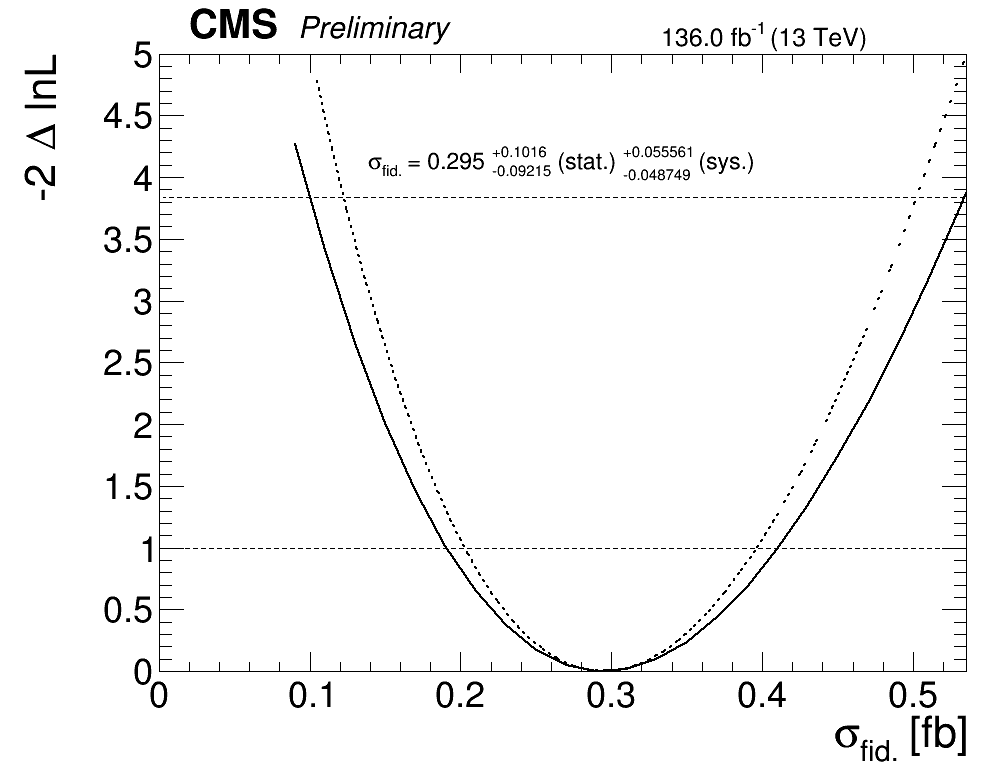 CMS Preliminary 136.0 fb⁻¹ (13 TeV)
-2 Δ lnL
5
4.5
4
3.5
3
2.5
2
1.5
1
0.5
0
σfid. = 0.295 +0.1016 -0.09215 (stat.) +0.055561 -0.048749 (sys.)
0 0.1 0.2 0.3 0.4 0.5
σfid. [fb]